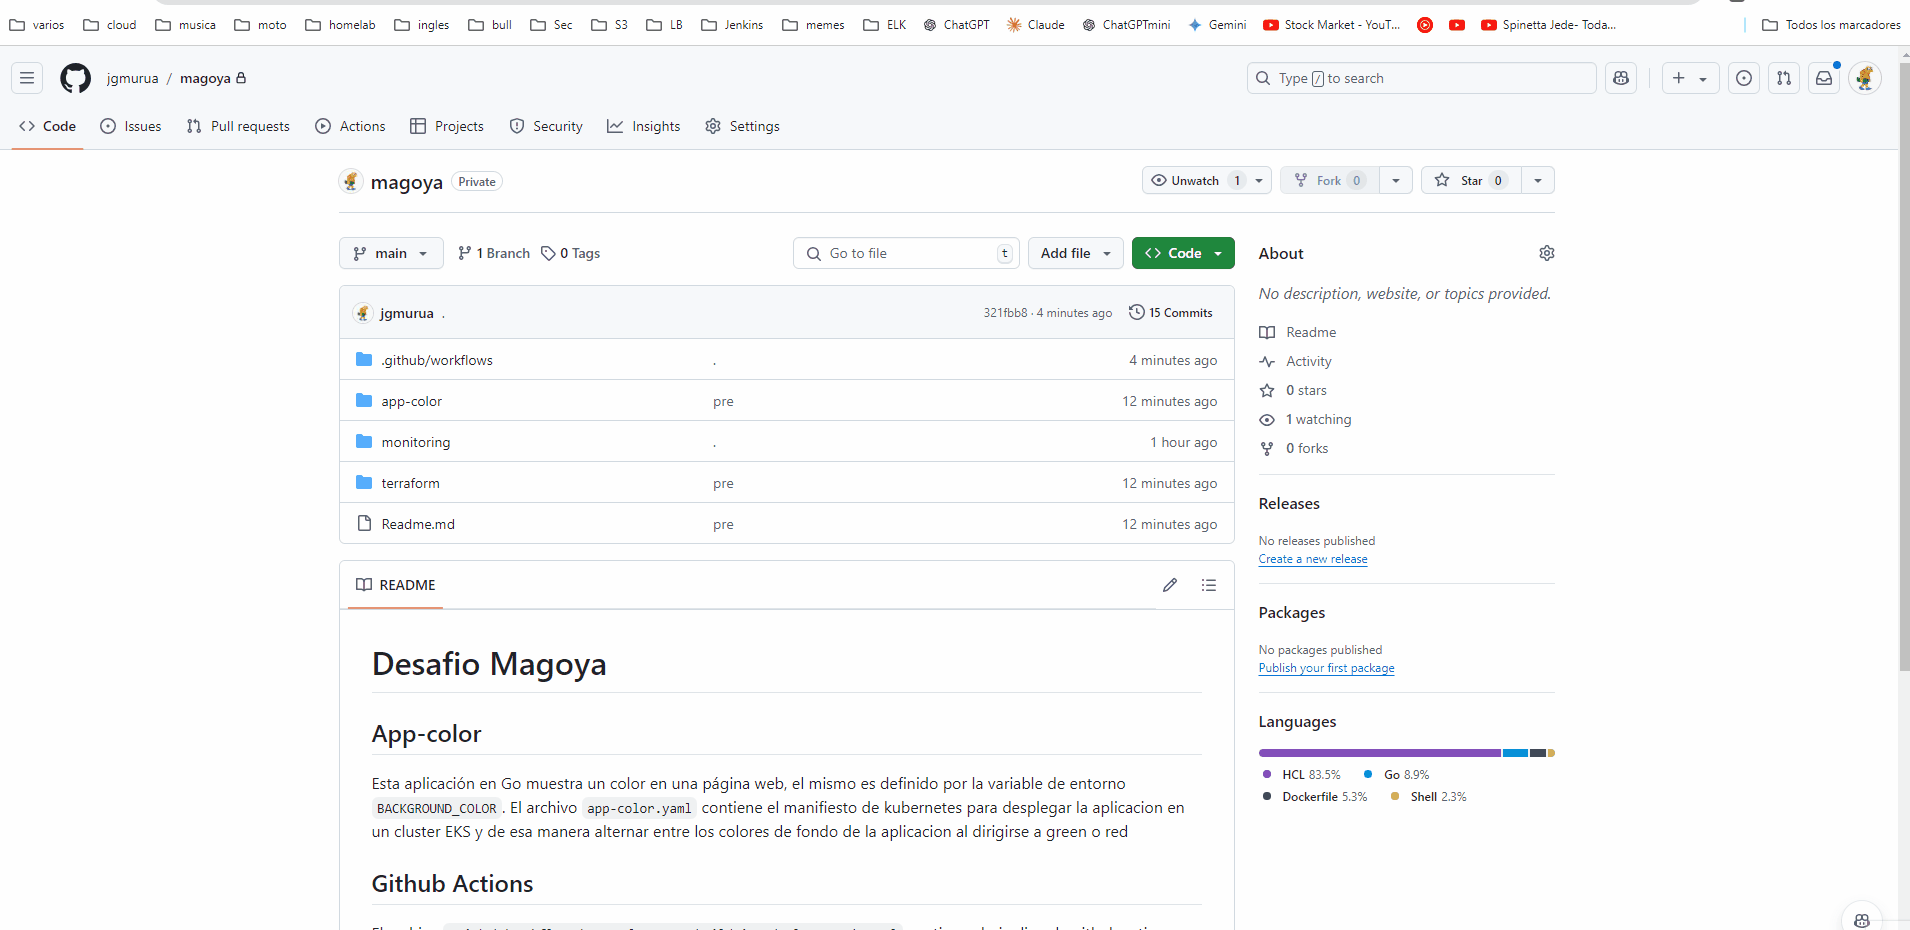 varios cloud musica moto homelab ingles bull Sec S3 LB Jenkins memes ELK ChatGPT Claude ChatGPTmini Gemini Stock Market - YouT... Spinetta Jede- Toda... Todos los marcadores
jgmurua / magoya Type / to search
Code Issues Pull requests Actions Projects Security Insights Settings
magoya Private Unwatch 1 Fork 0 Star 0
main 1 Branch 0 Tags Go to file t Add file Code
jgmurua . 321fbb8 · 4 minutes ago 15 Commits
.github/workflows . 4 minutes ago
app-color pre 12 minutes ago
monitoring . 1 hour ago
terraform pre 12 minutes ago
Readme.md pre 12 minutes ago
README
Desafio Magoya
App-color
Esta aplicación en Go muestra un color en una página web, el mismo es definido por la variable de entorno
BACKGROUND_COLOR . El archivo app-color.yaml contiene el manifiesto de kubernetes para desplegar la aplicacion en
un cluster EKS y de esa manera alternar entre los colores de fondo de la aplicacion al dirigirse a green o red
Github Actions
About
No description, website, or topics provided.
Readme
Activity
0 stars
1 watching
0 forks
Releases
No releases published
Create a new release
Packages
No packages published
Publish your first package
Languages
HCL 83.5% Go 8.9%
Dockerfile 5.3% Shell 2.3%